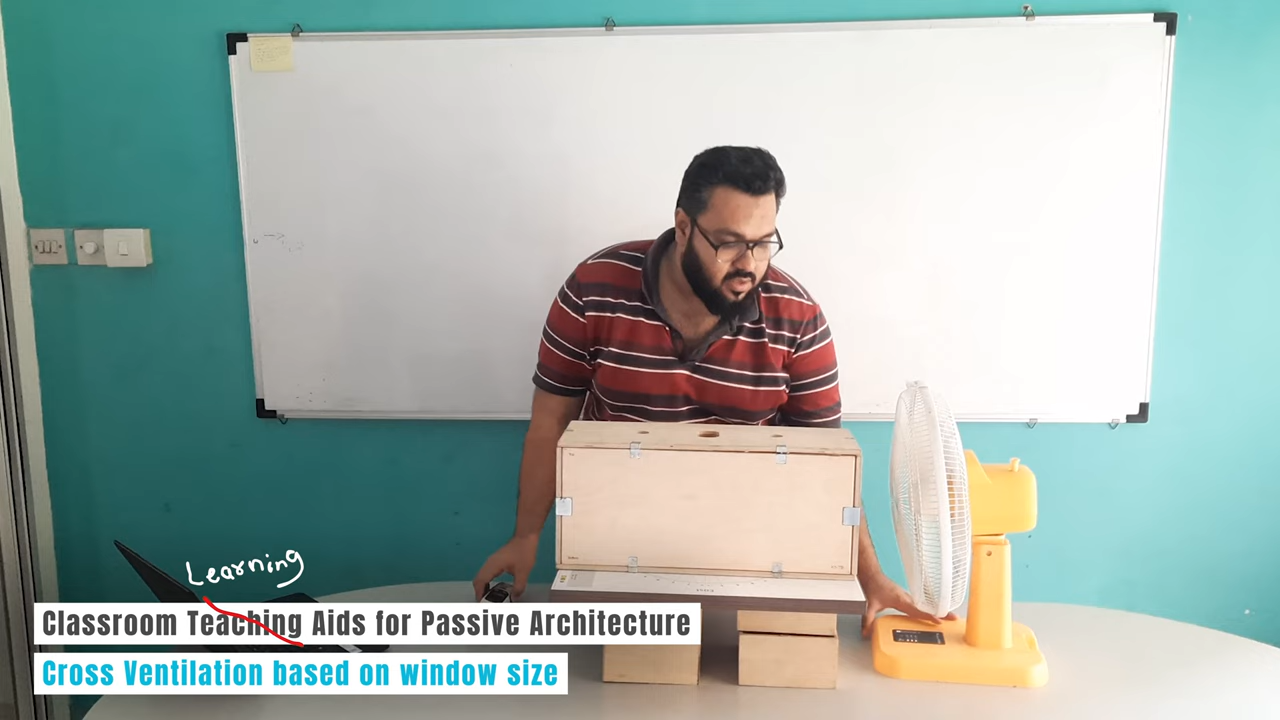 Learning
Classroom Teaching Aids for Passive Architecture
Cross Ventilation based on window size